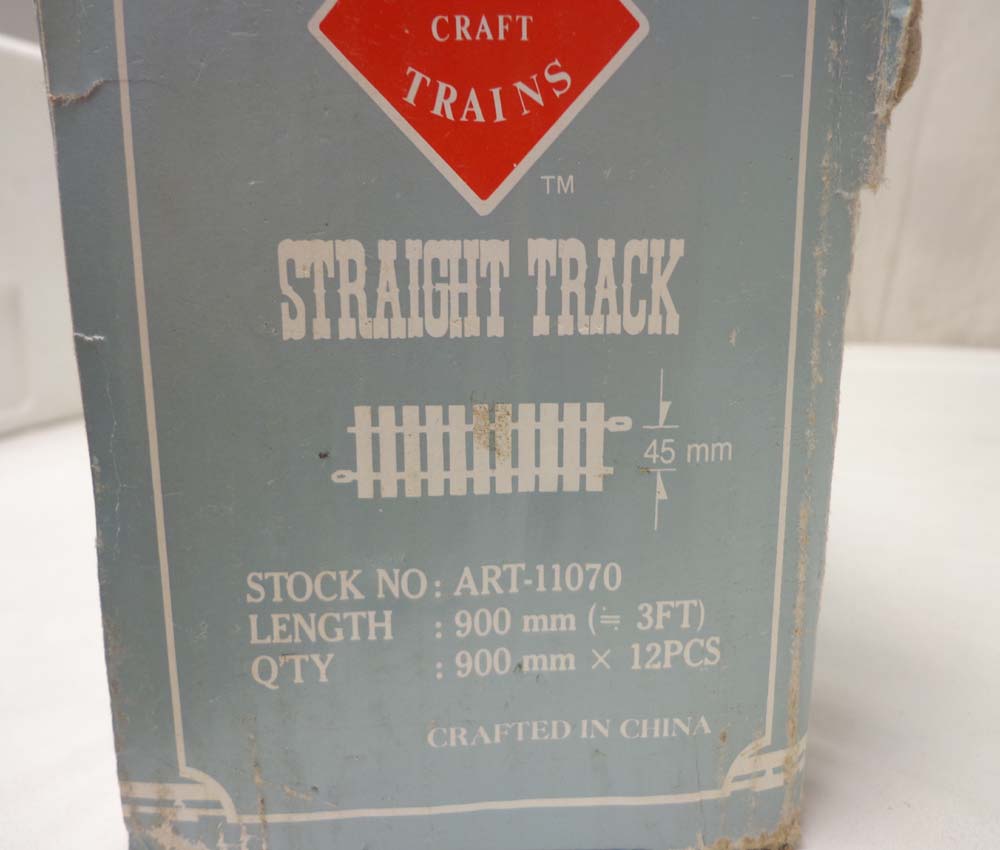 CRAFT
TRAINS
TM
STRAIGHT TRACK
45 mm
STOCK NO: ART-11070
LENGTH : 900 mm (≒ 3FT)
Q'TY : 900 mm × 12PCS
CRAFTED IN CHINA